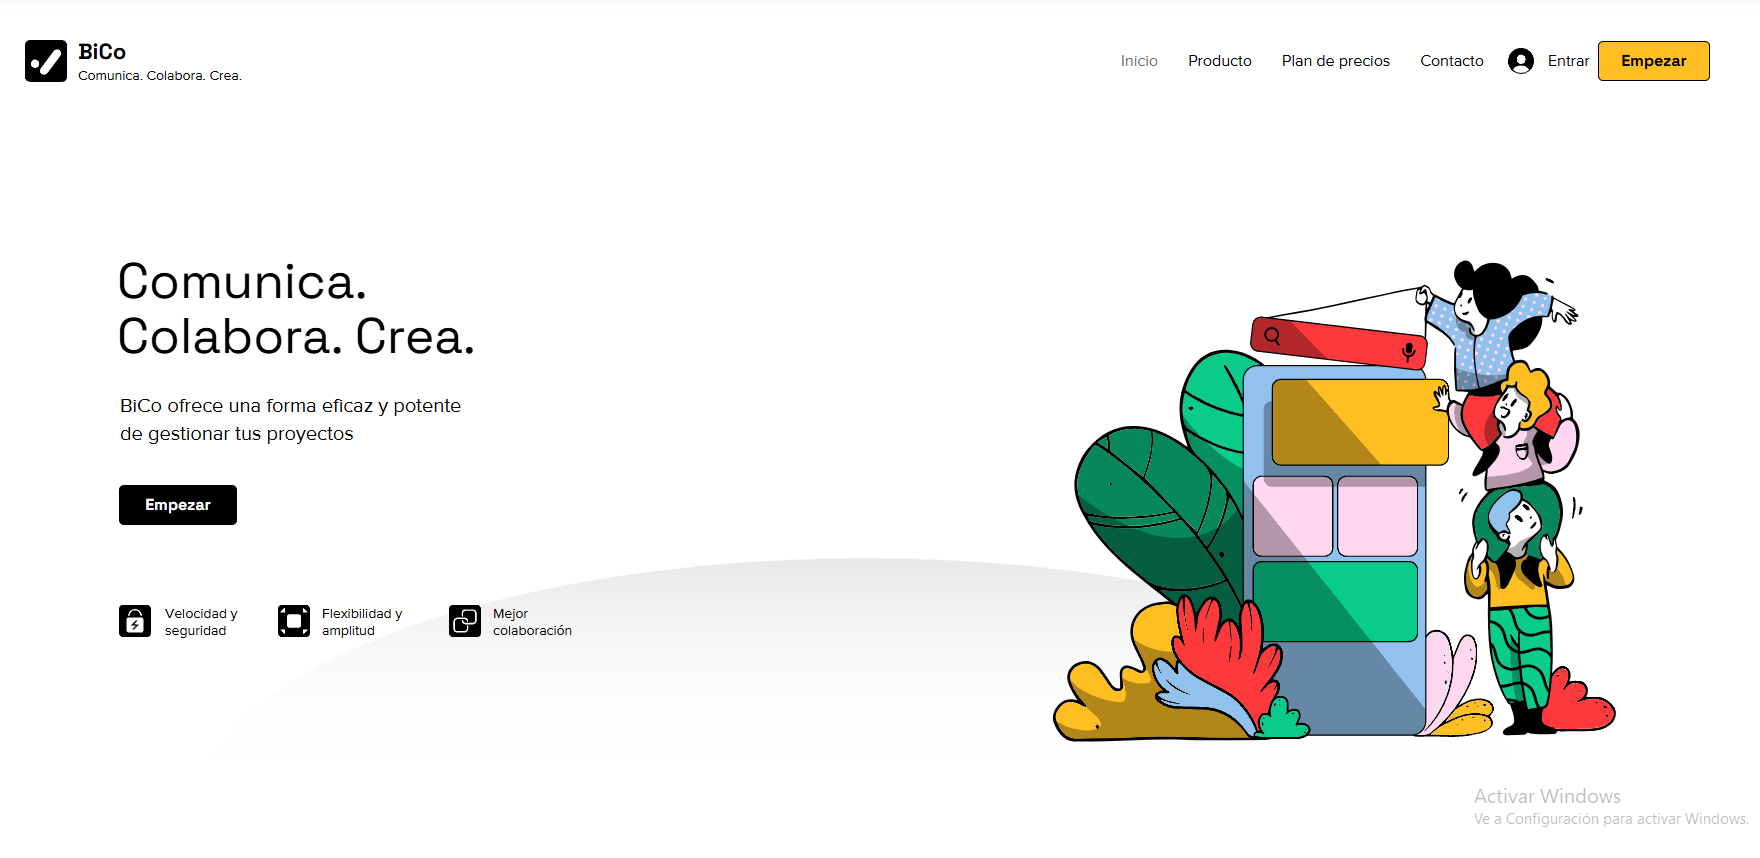 BiCo
Comunica. Colabora. Crea.
Inicio
Producto
Plan de precios
Contacto
Entrar
Empezar
Comunica.
Colabora. Crea.
BiCo ofrece una forma eficaz y potente
de gestionar tus proyectos
Empezar
Velocidad y
seguridad
Flexibilidad y
amplitud
Mejor
colaboración
Activar Windows
Ve a Configuración para activar Windows.